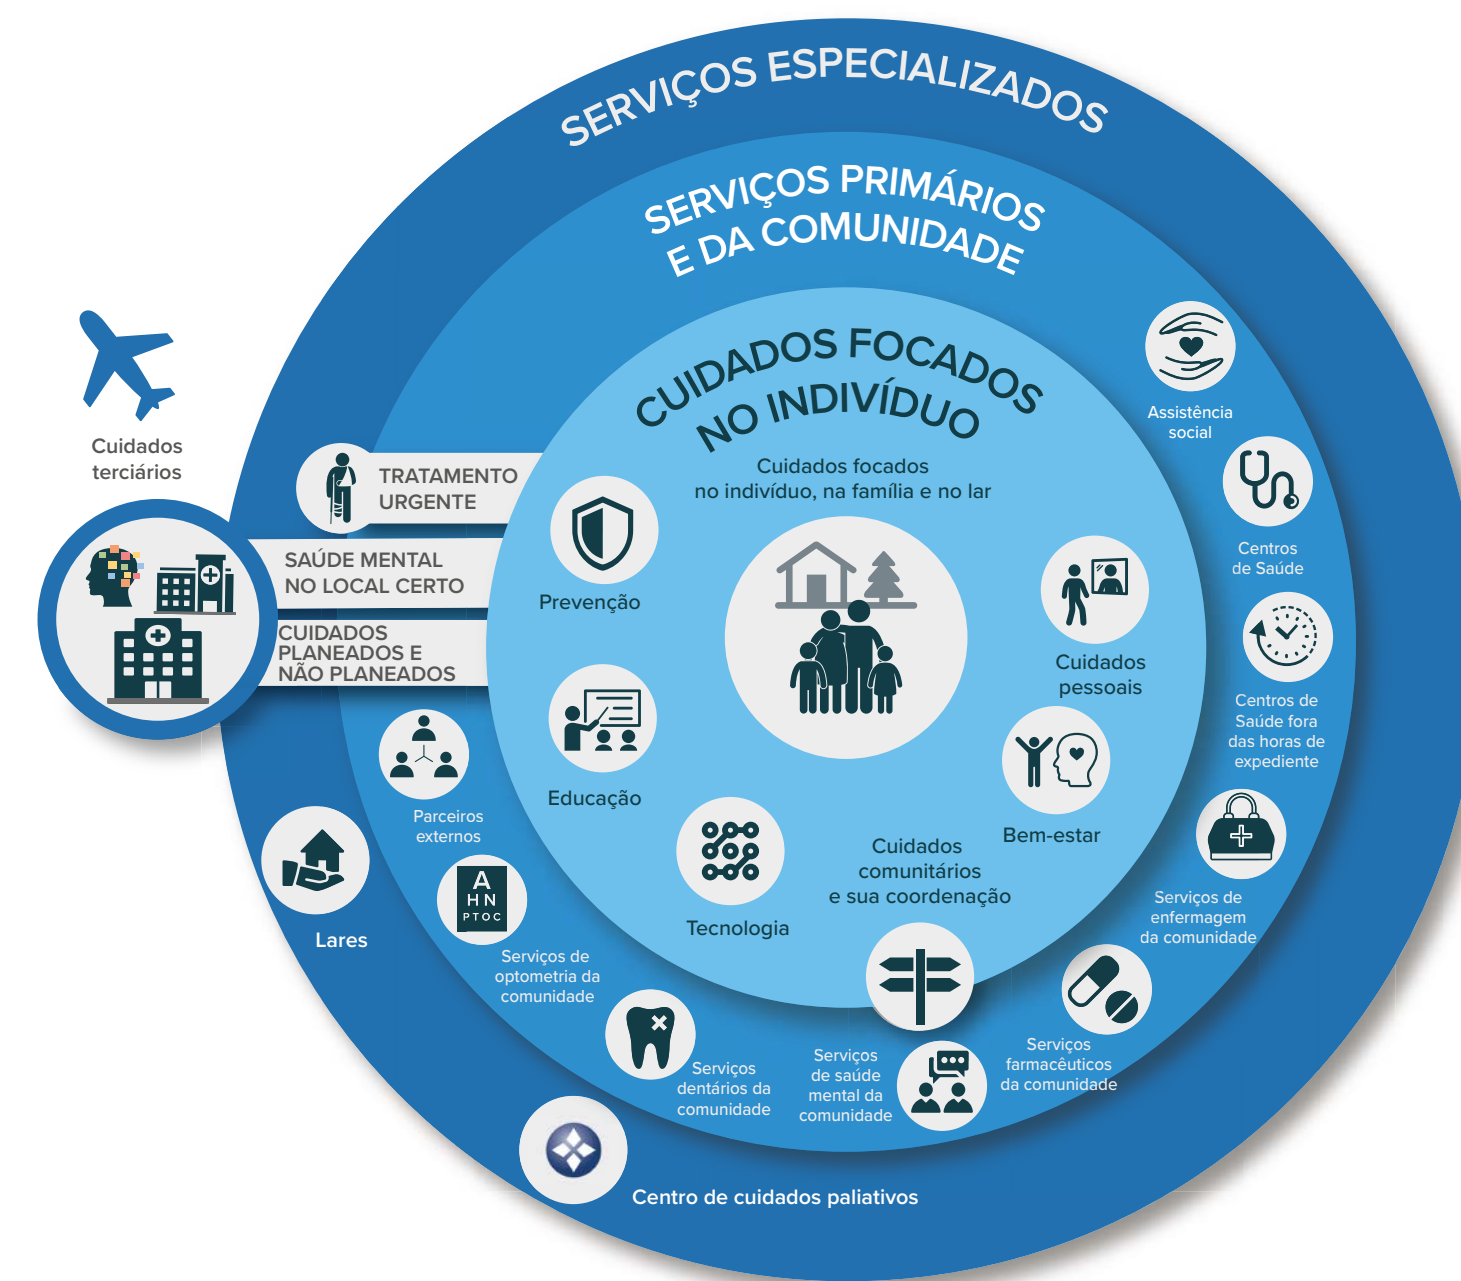 SERVIÇOS ESPECIALIZADOS
SERVIÇOS PRIMÁRIOS
E DA COMUNIDADE
CUIDADOS FOCADOS
NO INDIVÍDUO
Cuidados focados
no indivíduo, na família e no lar
Cuidados
terciários
TRATAMENTO
URGENTE
SAÚDE MENTAL
NO LOCAL CERTO
CUIDADOS
PLANEADOS E
NÃO PLANEADOS
Prevenção
Educação
Tecnologia
Cuidados
comunitários
e sua coordenação
Bem-estar
Cuidados
pessoais
Assistência
social
Centros
de Saúde
Centros de
Saúde fora
das horas de
expediente
Serviços de
enfermagem
da comunidade
Serviços
farmacêuticos
da comunidade
Serviços
de saúde
mental da
comunidade
Serviços
dentários da
comunidade
A
H N
P T O C
Serviços de
optometria da
comunidade
Parceiros
externos
Lares
Centro de cuidados paliativos